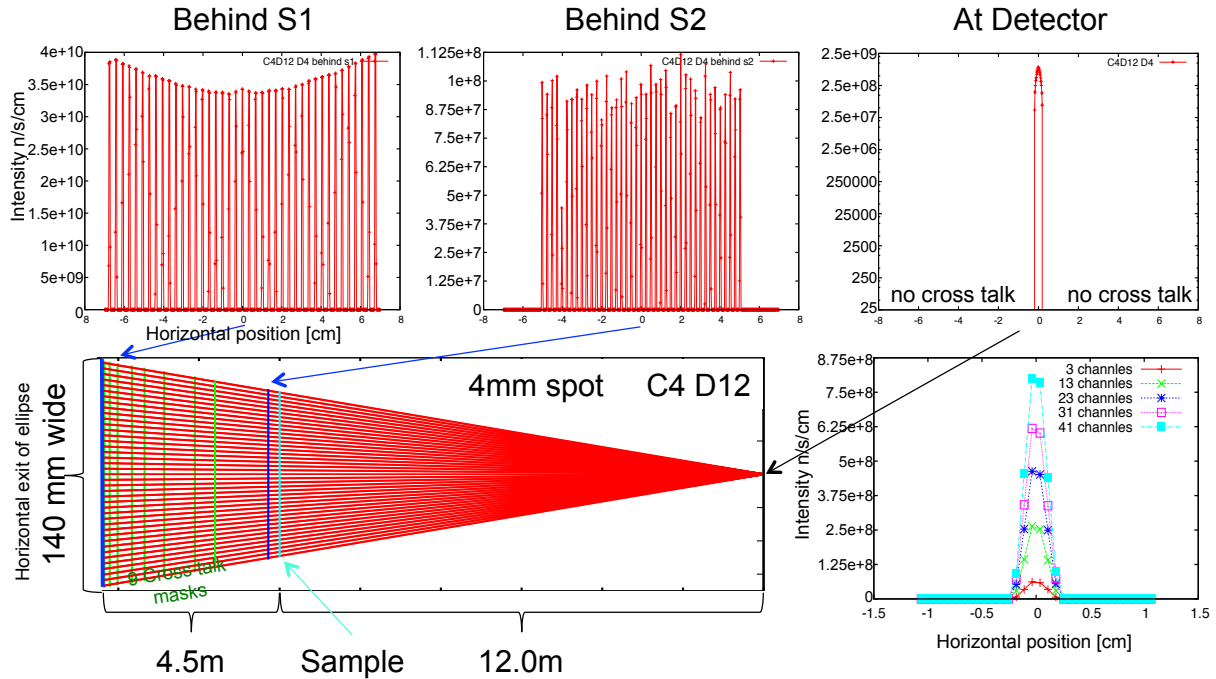 Behind S1
Behind S2
At Detector
4e+10
3.5e+10
3e+10
2.5e+10
2e+10
1.5e+10
1e+10
5e+09
0
Intensity n/s/cm
C4D12 D4 behind s1
8 -6 -4 -2 0 2 4 6 8
Horizontal position [cm]
1.125e+8
1e+8
8.75e+7
7.5e+7
6.25e+7
5e+7
3.75e+7
2.5e+7
1.25e+7
0
C4D12 D4 behind s2
-8 -6 -4 -2 0 2 4 6 8
2.5e+09
2.5e+08
2.5e+07
2.5e+06
250000
25000
2500
250
25
C4D12 D4
no cross talk
no cross talk
-8 -6 -4 -2 0 2 4 6 8
Horizontal exit of ellipse
140 mm wide
4mm spot
C4 D12
9 Cross talk
masks
4.5m
Sample
12.0m
8.75e+8
7.5e+8
6.25e+8
5e+8
3.75e+8
2.5e+8
1.25e+8
0
Intensity n/s/cm
3 channles
13 channles
23 channles
31 channles
41 channles
-1.5 -1 -0.5 0 0.5 1 1.5
Horizontal position [cm]